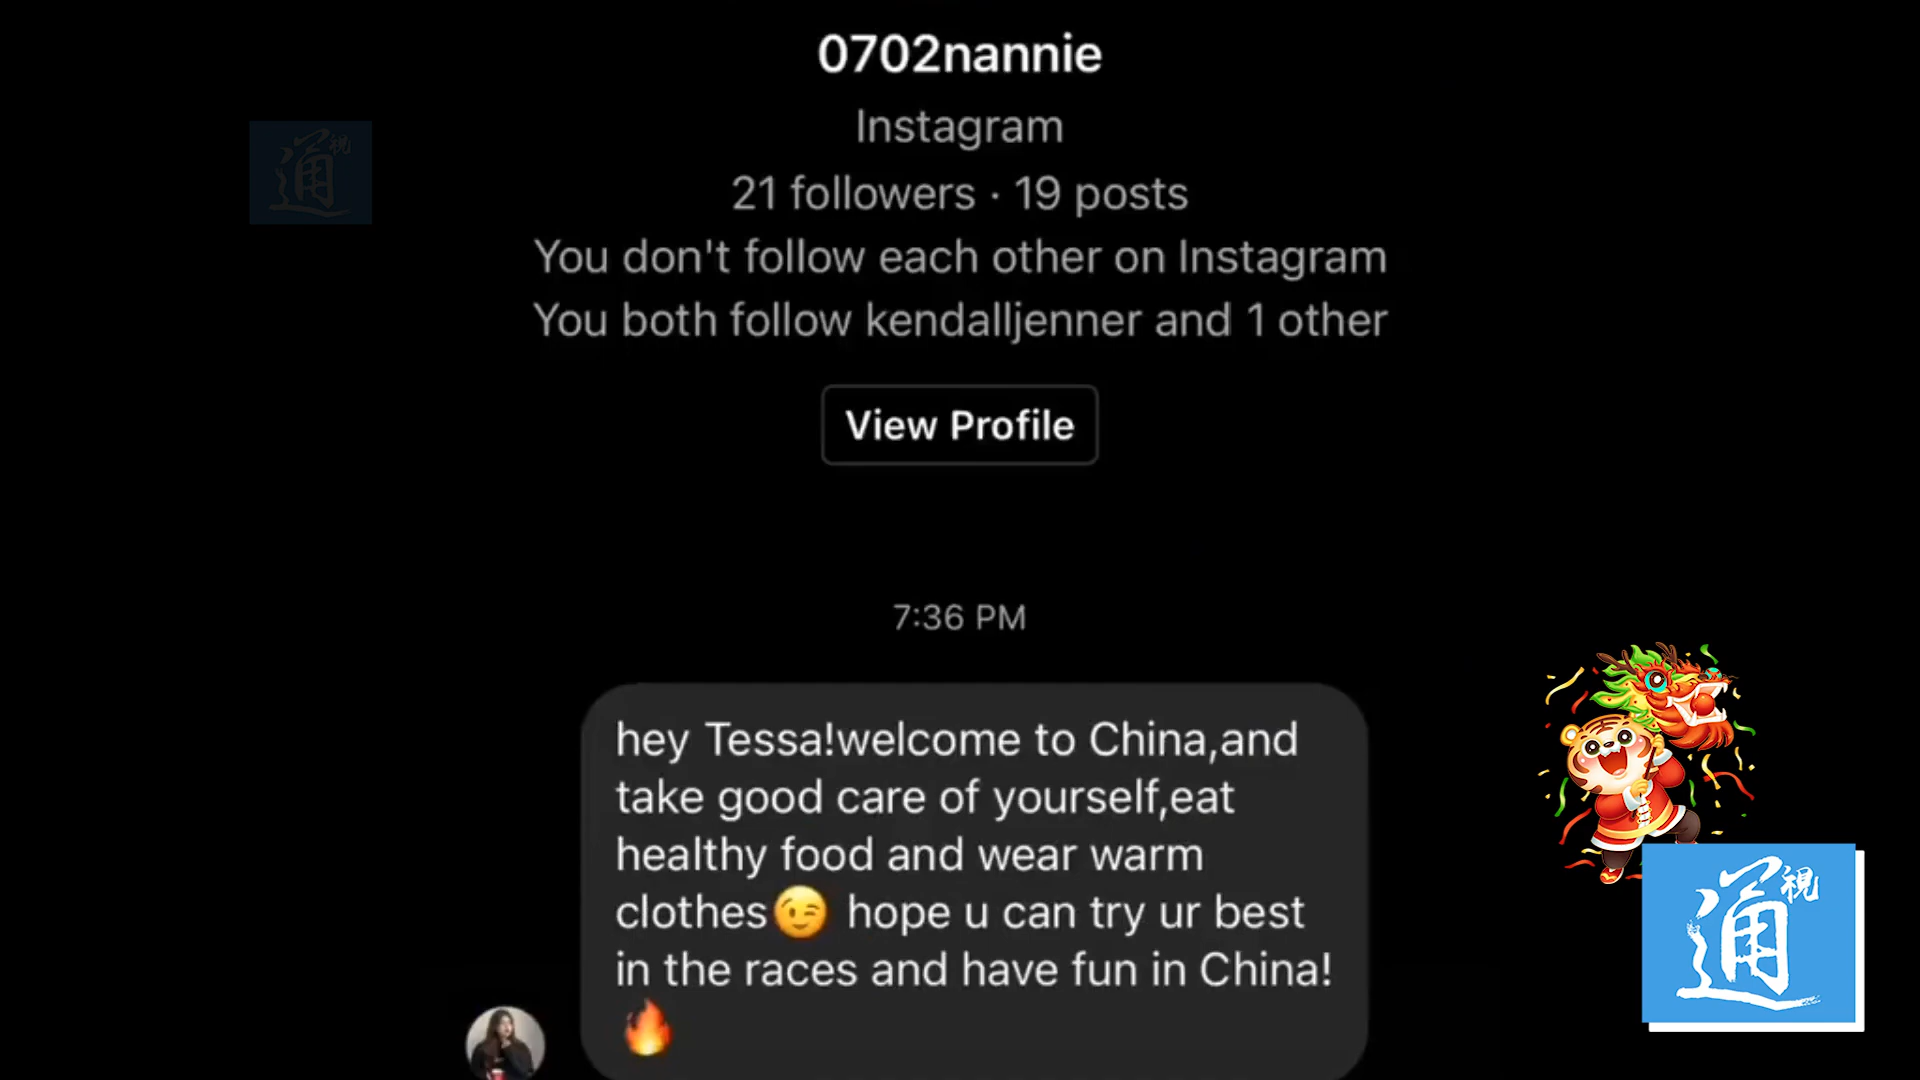 0702nannie
Instagram
21 followers · 19 posts
You don't follow each other on Instagram
You both follow kendalljenner and 1 other
View Profile
7:36 PM
hey Tessa!welcome to China,and
take good care of yourself,eat
healthy food and wear warm
clothes😉 hope u can try ur best
in the races and have fun in China!
🔥
通視
通視